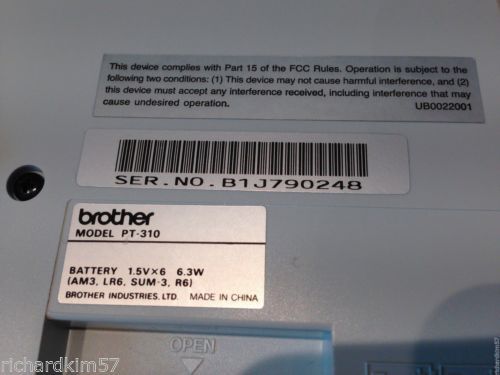 This device complies with Part 15 of the FCC Rules. Operation is subject to the
following two conditions: (1) This device may not cause harmful interference, and (2)
this device must accept any interference received, including interference that may
cause undesired operation. UB0022001
SER.NO.B1J790248
brother
MODEL PT-310
BATTERY 1.5V×6 6.3W
(AM3, LR6, SUM-3, R6)
BROTHER INDUSTRIES, LTD. MADE IN CHINA
OPEN
richardkim57
richardkim57